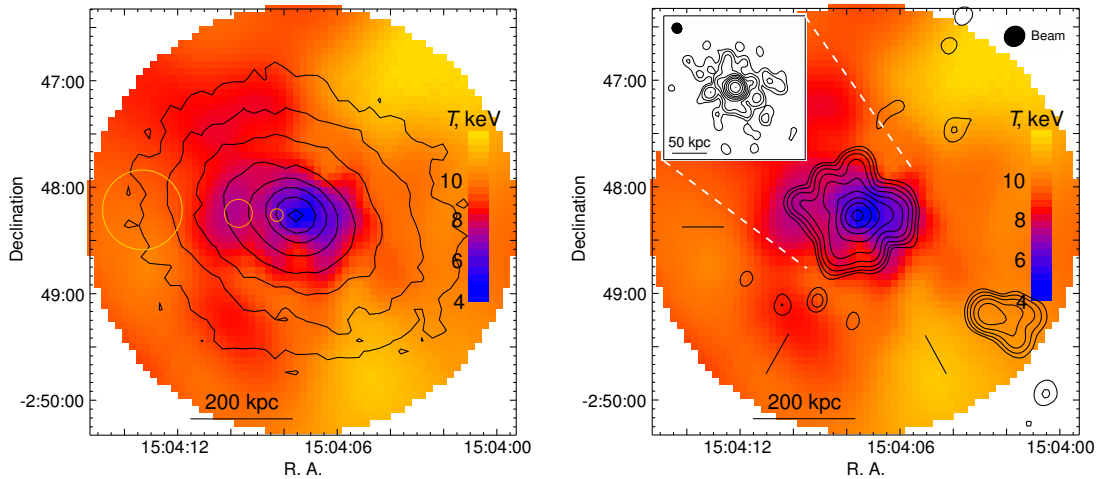 47:00
48:00
49:00
-2:50:00
Declination
T, keV
10
8
6
4
200 kpc
15:04:12
15:04:06
15:04:00
R. A.
47:00
48:00
49:00
-2:50:00
Declination
50 kpc
Beam
T, keV
10
8
6
4
200 kpc
15:04:12
15:04:06
15:04:00
R. A.